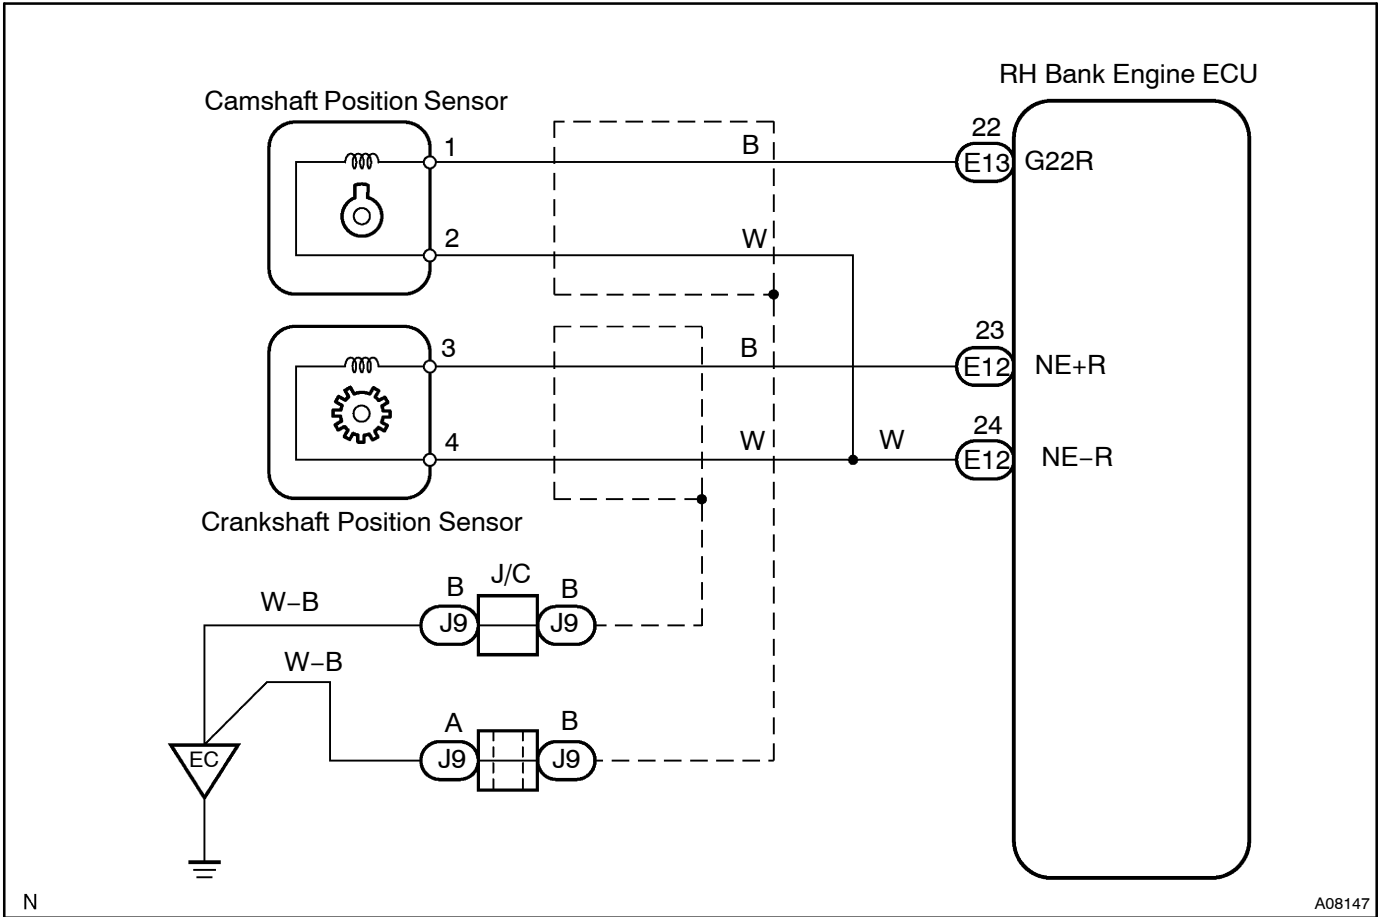 RH Bank Engine ECU
Camshaft Position Sensor
1
B
22
E13
G22R
2
W
3
B
23
E12
NE+R
4
W
W
24
E12
NE−R
Crankshaft Position Sensor
J/C
W−B
B
J9
B
J9
W−B
A
J9
B
J9
EC
N
A08147